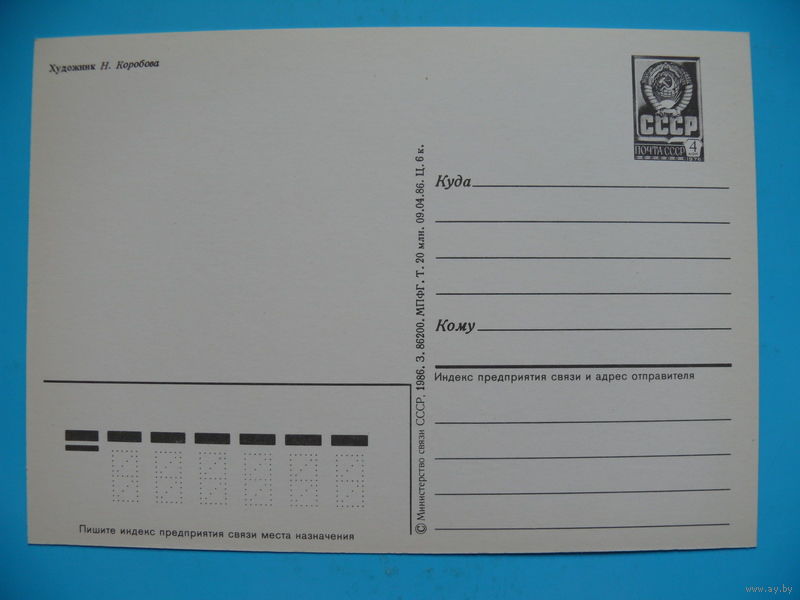 Художник Н. Коробова
СССР
ПОЧТА СССР 4
1976
Куда
Кому
Индекс предприятия связи и адрес отправителя
© Министерство связи СССР, 1986. З. 86200. МПФГ. Т. 20 млн. 09.04.86. Ц. 6 к.
Пишите индекс предприятия связи места назначения
www.ay.by